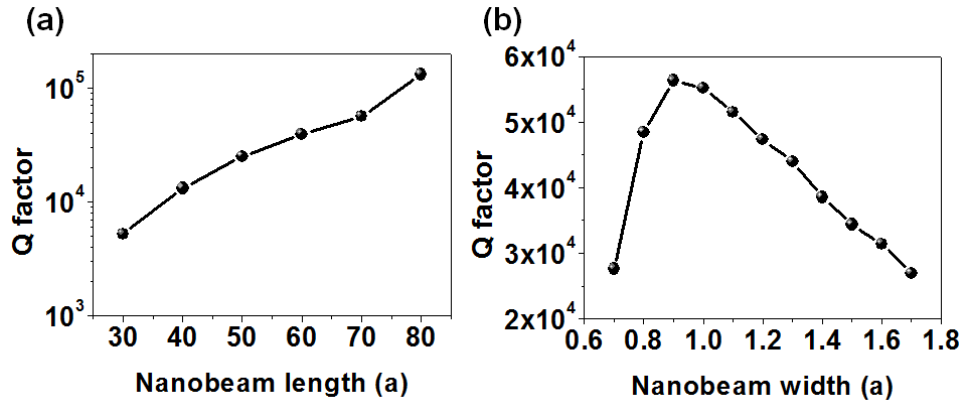 (a)
Q factor
10^5
10^4
10^3
30 40 50 60 70 80
Nanobeam length (a)
(b)
Q factor
6x10^4
5x10^4
4x10^4
3x10^4
2x10^4
0.6 0.8 1.0 1.2 1.4 1.6 1.8
Nanobeam width (a)